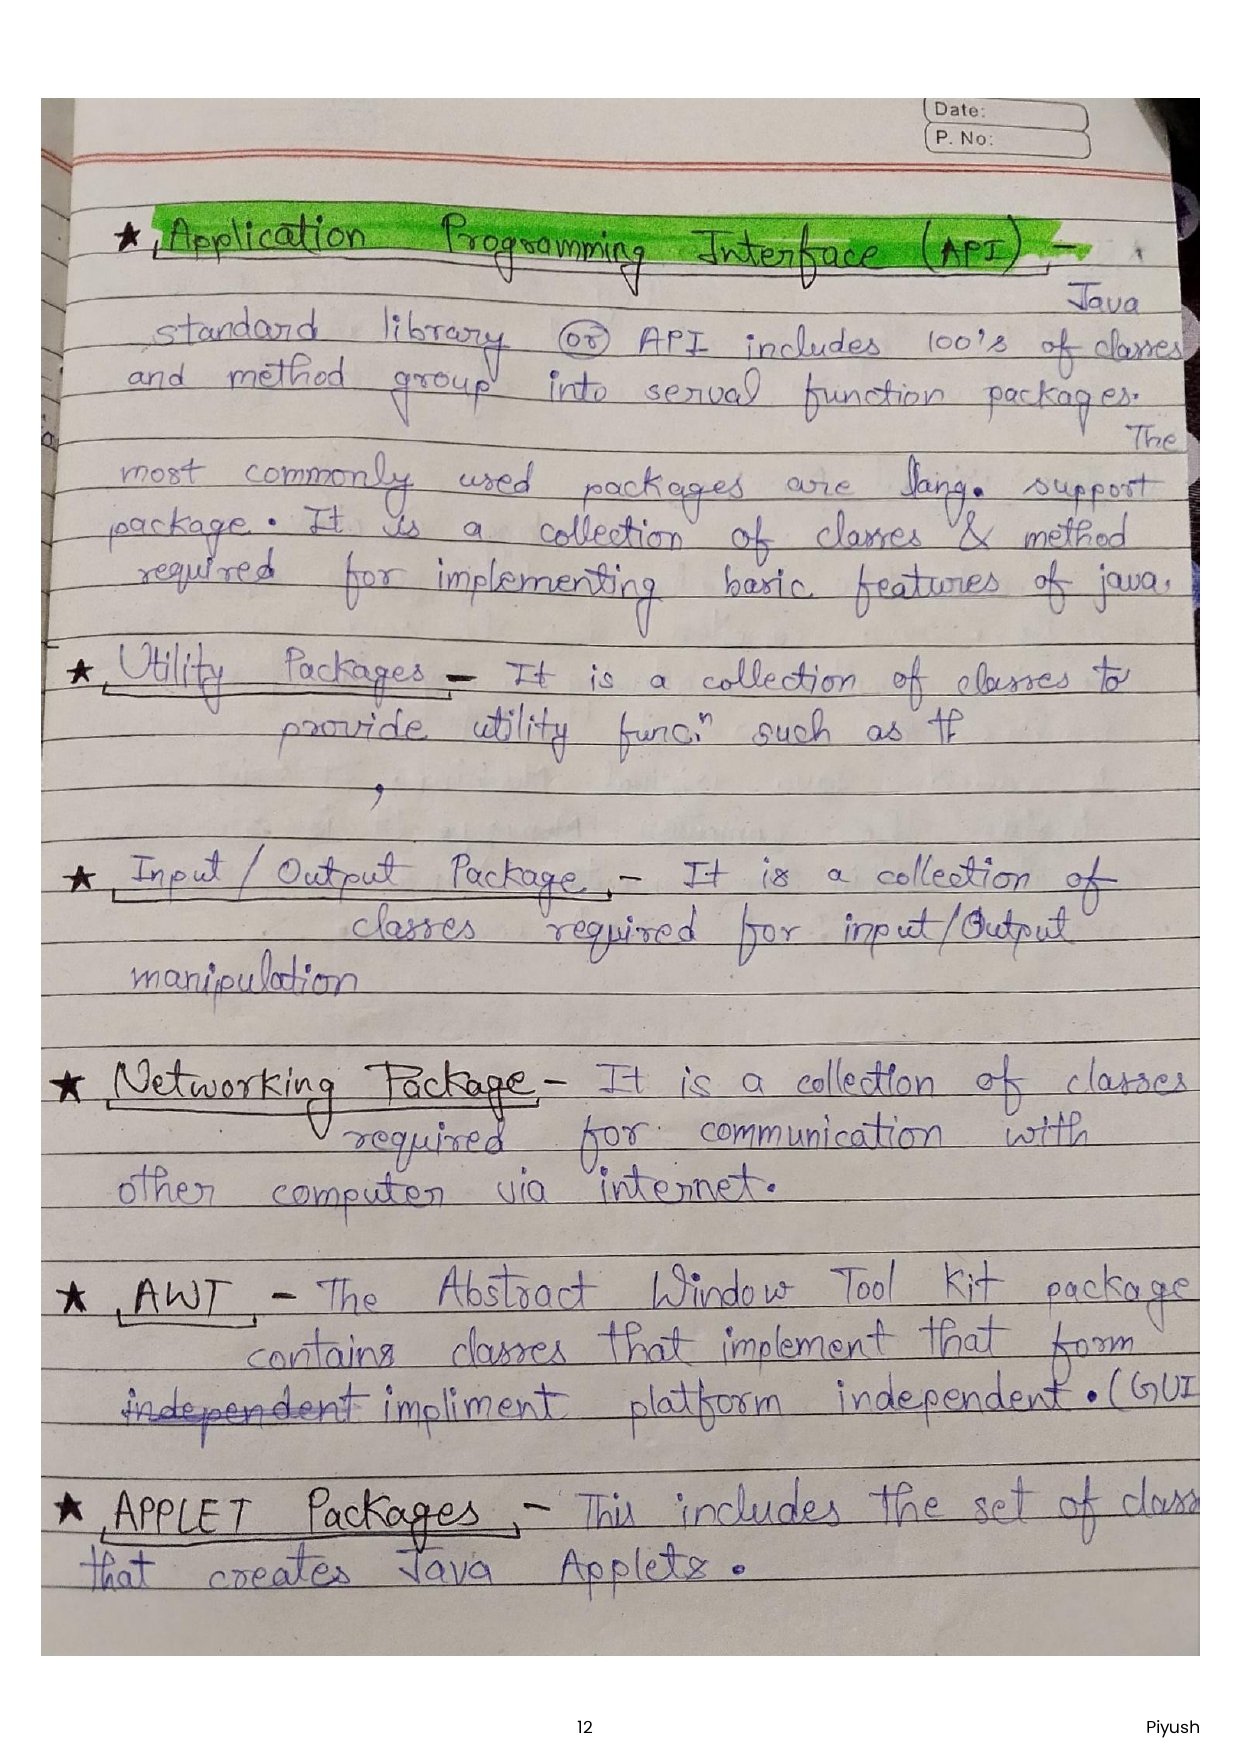 Date:
P. No:
★ Application Programming Interface (API) -
Java
standard library or API includes 100's of classes
and method group into serval function packages.
The
most commonly used packages are lang. support
package. It is a collection of classes & method
required for implementing basic features of java.
★ Utility Packages - It is a collection of classes to
provide utility funcⁿ such as
,
★ Input / Output Package - It is a collection of
classes required for input/Output
manipulation
★ Networking Package - It is a collection of classes
required for communication with
other computer via internet.
★ AWT - The Abstract Window Tool Kit package
contains classes that implement that form
independent impliment platform independent. (GUI
★ APPLET Packages - This includes the set of class
that creates Java Applets.
12
Piyush